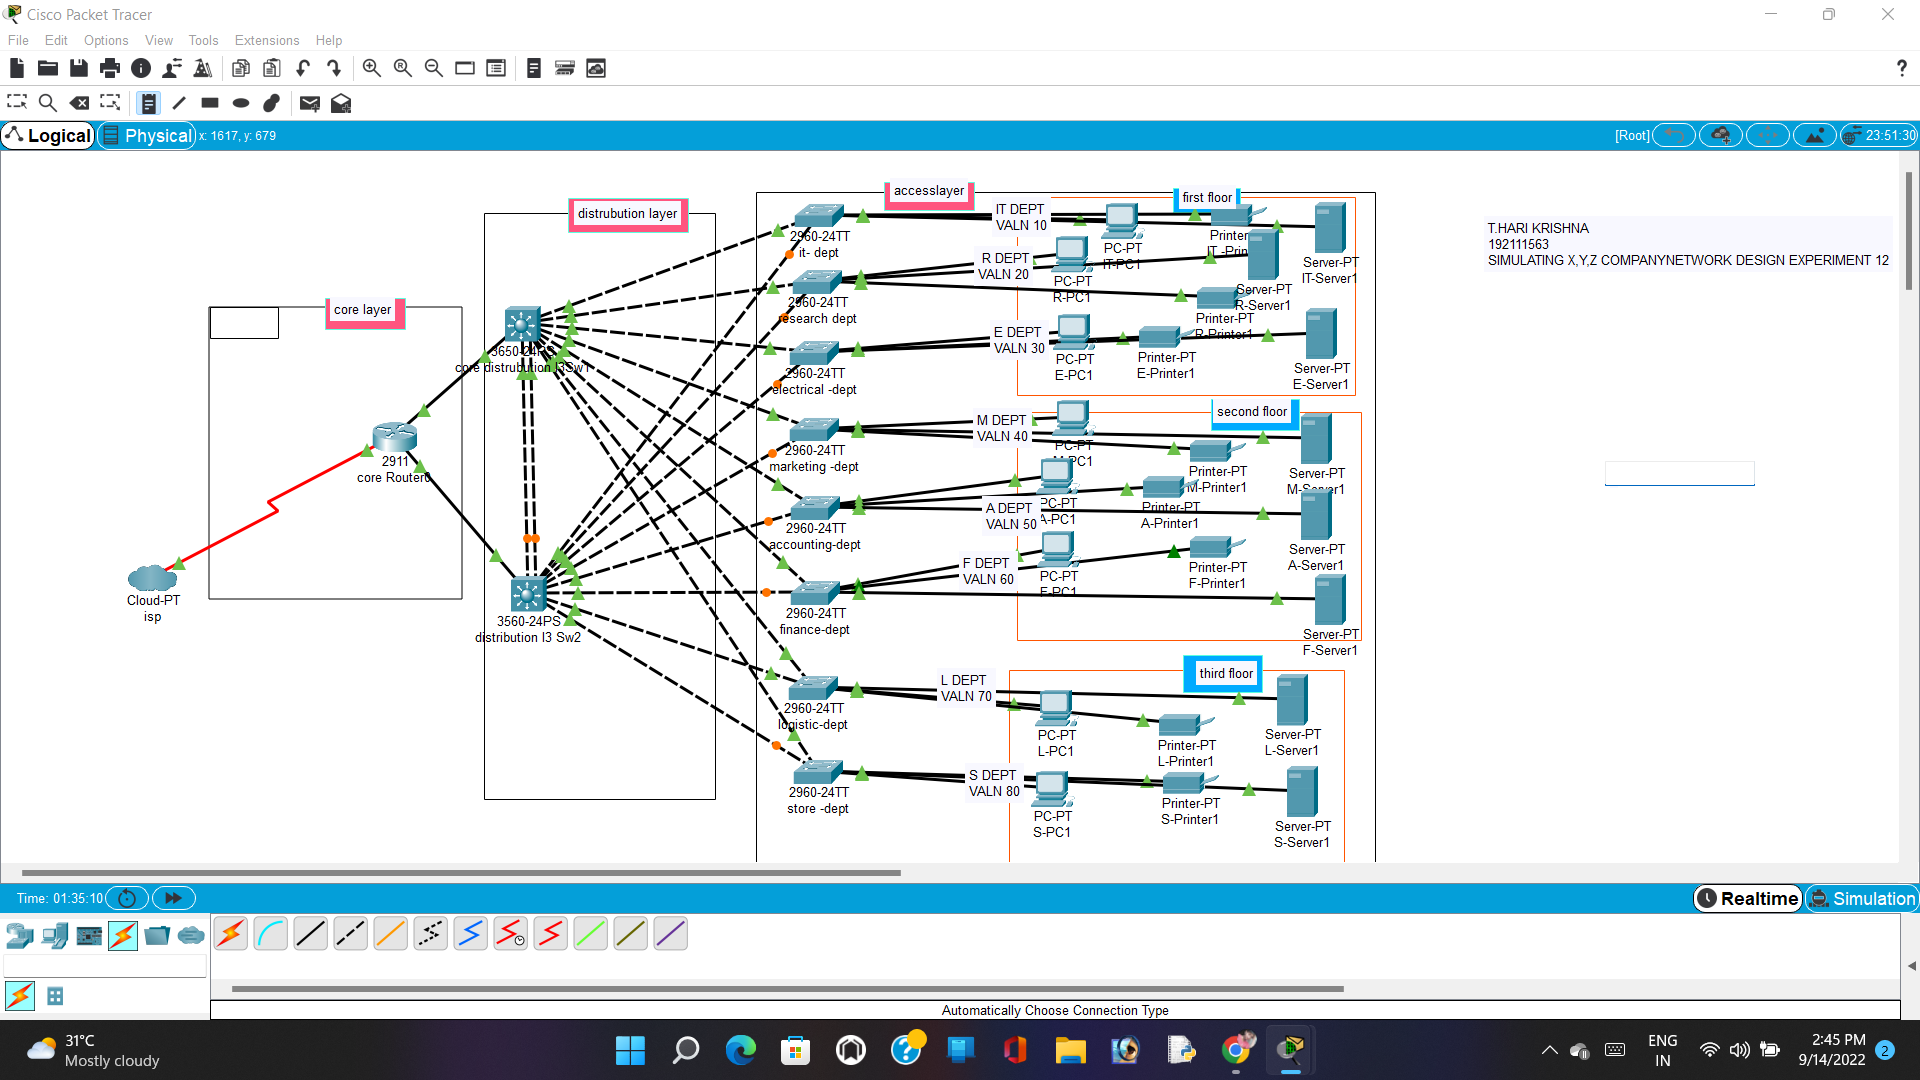 Cisco Packet Tracer
File Edit Options View Tools Extensions Help
Logical Physical x: 1617, y: 679 [Root] 23:51:30
accesslayer
first floor
distrubution layer
IT DEPT
VALN 10
2960-24TT
it- dept
PC-PT
IT-PC1
Printer
IT -Prin
Server-PT
IT-Server1
T.HARI KRISHNA
192111563
SIMULATING X,Y,Z COMPANYNETWORK DESIGN EXPERIMENT 12
R DEPT
VALN 20
2960-24TT
research dept
PC-PT
R-PC1
Server-PT
R-Server1
Printer-PT
R-Printer1
core layer
E DEPT
VALN 30
3650-24PS
core distrubution l3Sw1
2960-24TT
electrical -dept
PC-PT
E-PC1
Printer-PT
E-Printer1
Server-PT
E-Server1
second floor
M DEPT
VALN 40
2911
core Router0
2960-24TT
marketing -dept
PC-PT
M-PC1
Printer-PT
M-Printer1
Server-PT
M-Server1
A DEPT
VALN 50
2960-24TT
accounting-dept
PC-PT
A-PC1
Printer-PT
A-Printer1
Server-PT
A-Server1
F DEPT
VALN 60
Cloud-PT
isp
3560-24PS
distribution l3 Sw2
2960-24TT
finance-dept
PC-PT
F-PC1
Printer-PT
F-Printer1
Server-PT
F-Server1
third floor
L DEPT
VALN 70
2960-24TT
logistic-dept
PC-PT
L-PC1
Printer-PT
L-Printer1
Server-PT
L-Server1
S DEPT
VALN 80
2960-24TT
store -dept
PC-PT
S-PC1
Printer-PT
S-Printer1
Server-PT
S-Server1
Time: 01:35:10 Realtime Simulation
Automatically Choose Connection Type
31°C
Mostly cloudy
ENG
IN
2:45 PM
9/14/2022
2